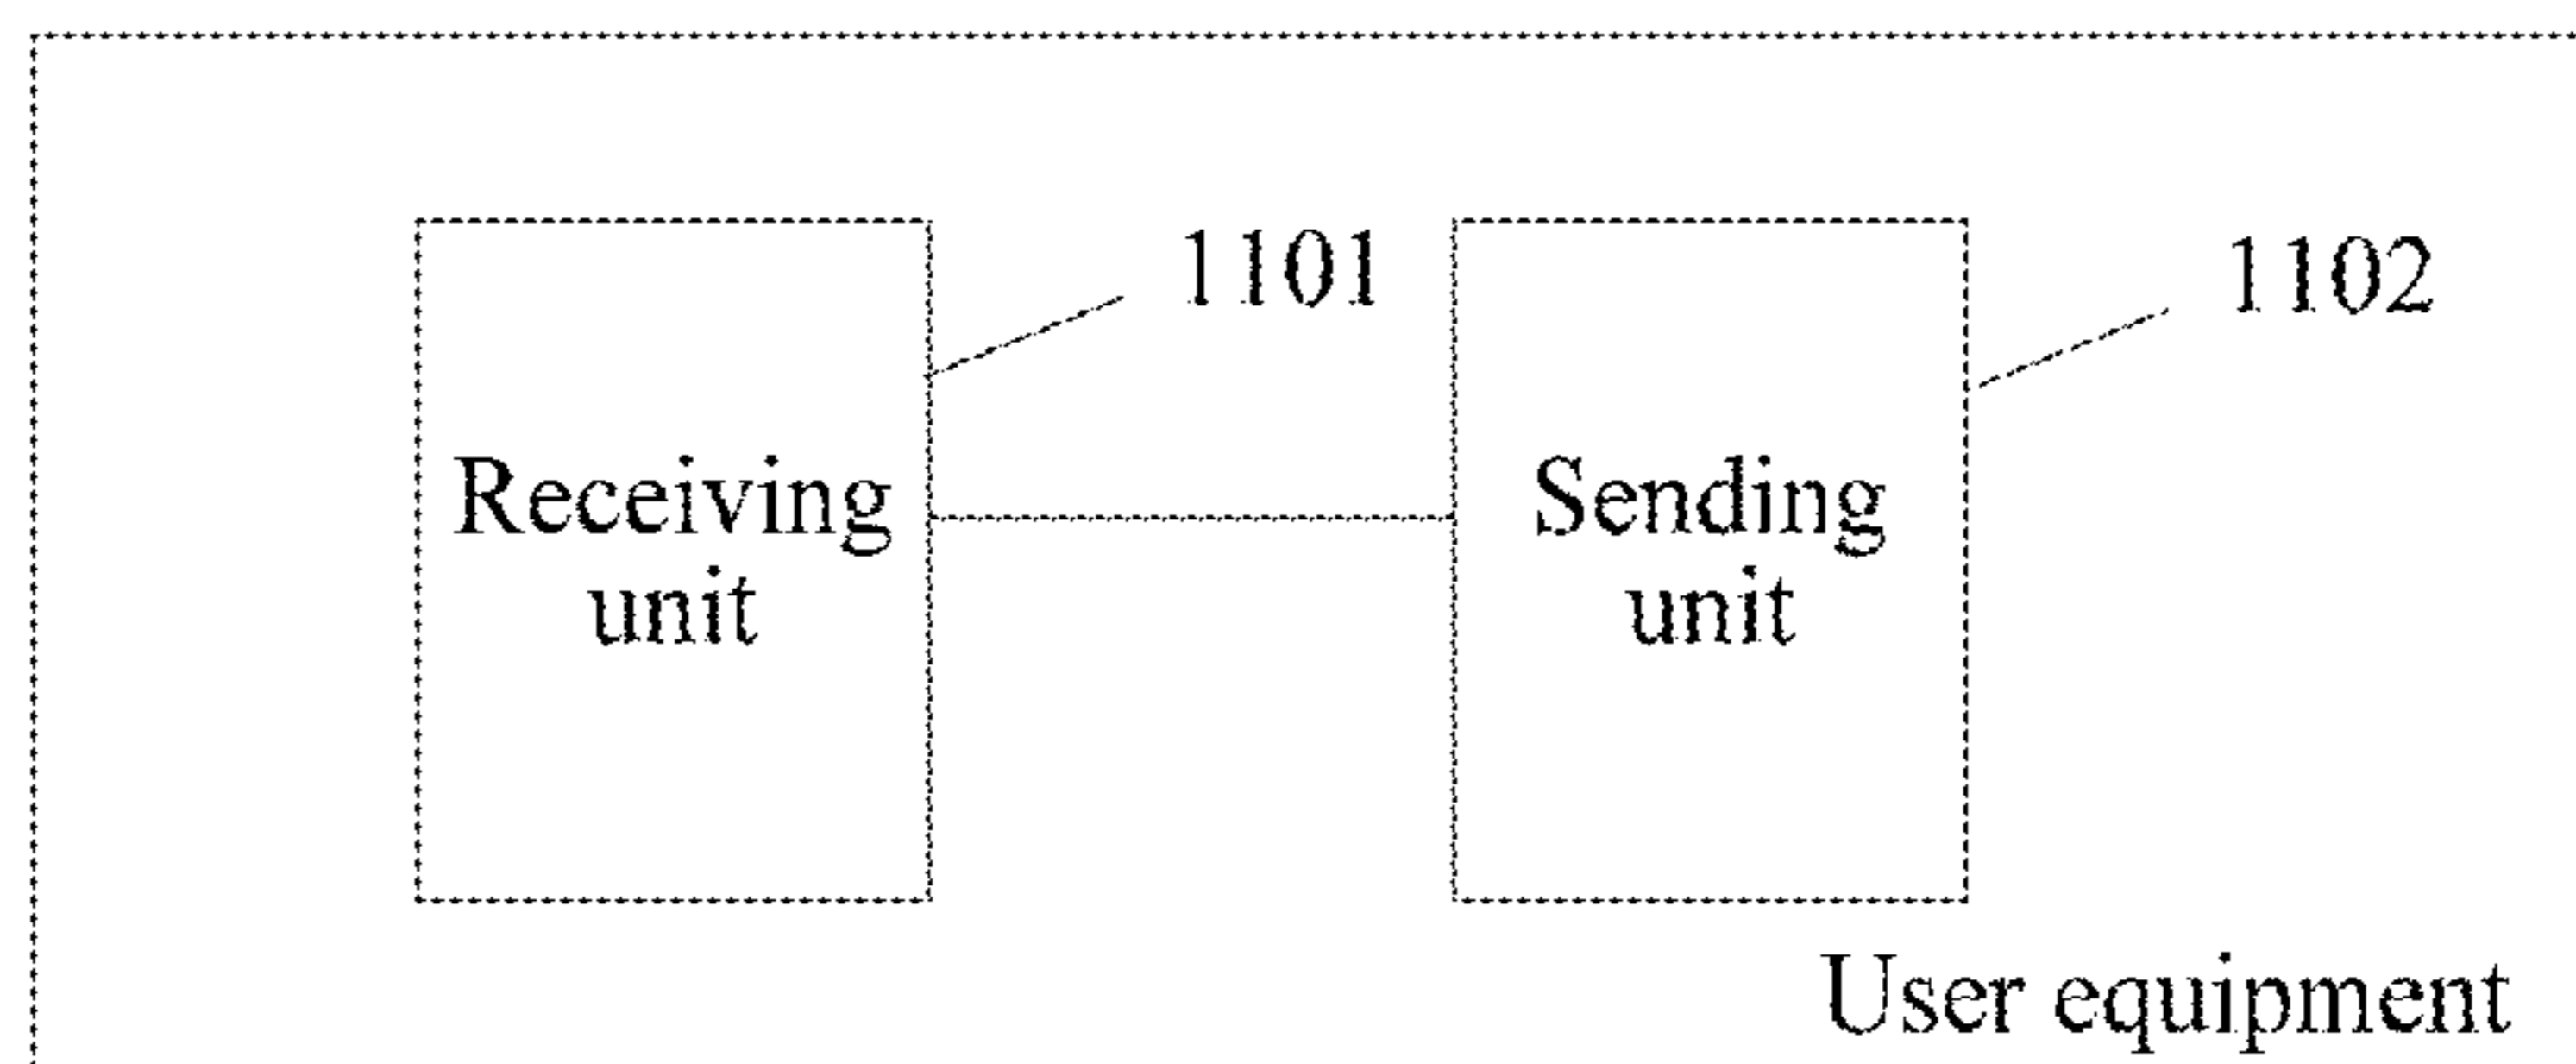 1101
1102
Receiving
unit
Sending
unit
User equipment